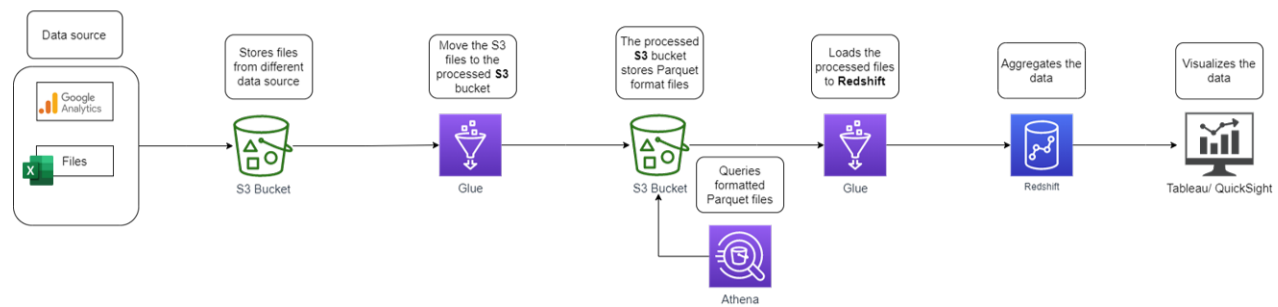 Data source
Google
Analytics
Files
Stores files
from different
data source
S3 Bucket
Move the S3
files to the
processed S3
bucket
Glue
The processed
S3 bucket
stores Parquet
format files
S3 Bucket
Queries
formatted
Parquet files
Athena
Loads the
processed files
to Redshift
Glue
Aggregates the
data
Redshift
Visualizes the
data
Tableau/ QuickSight